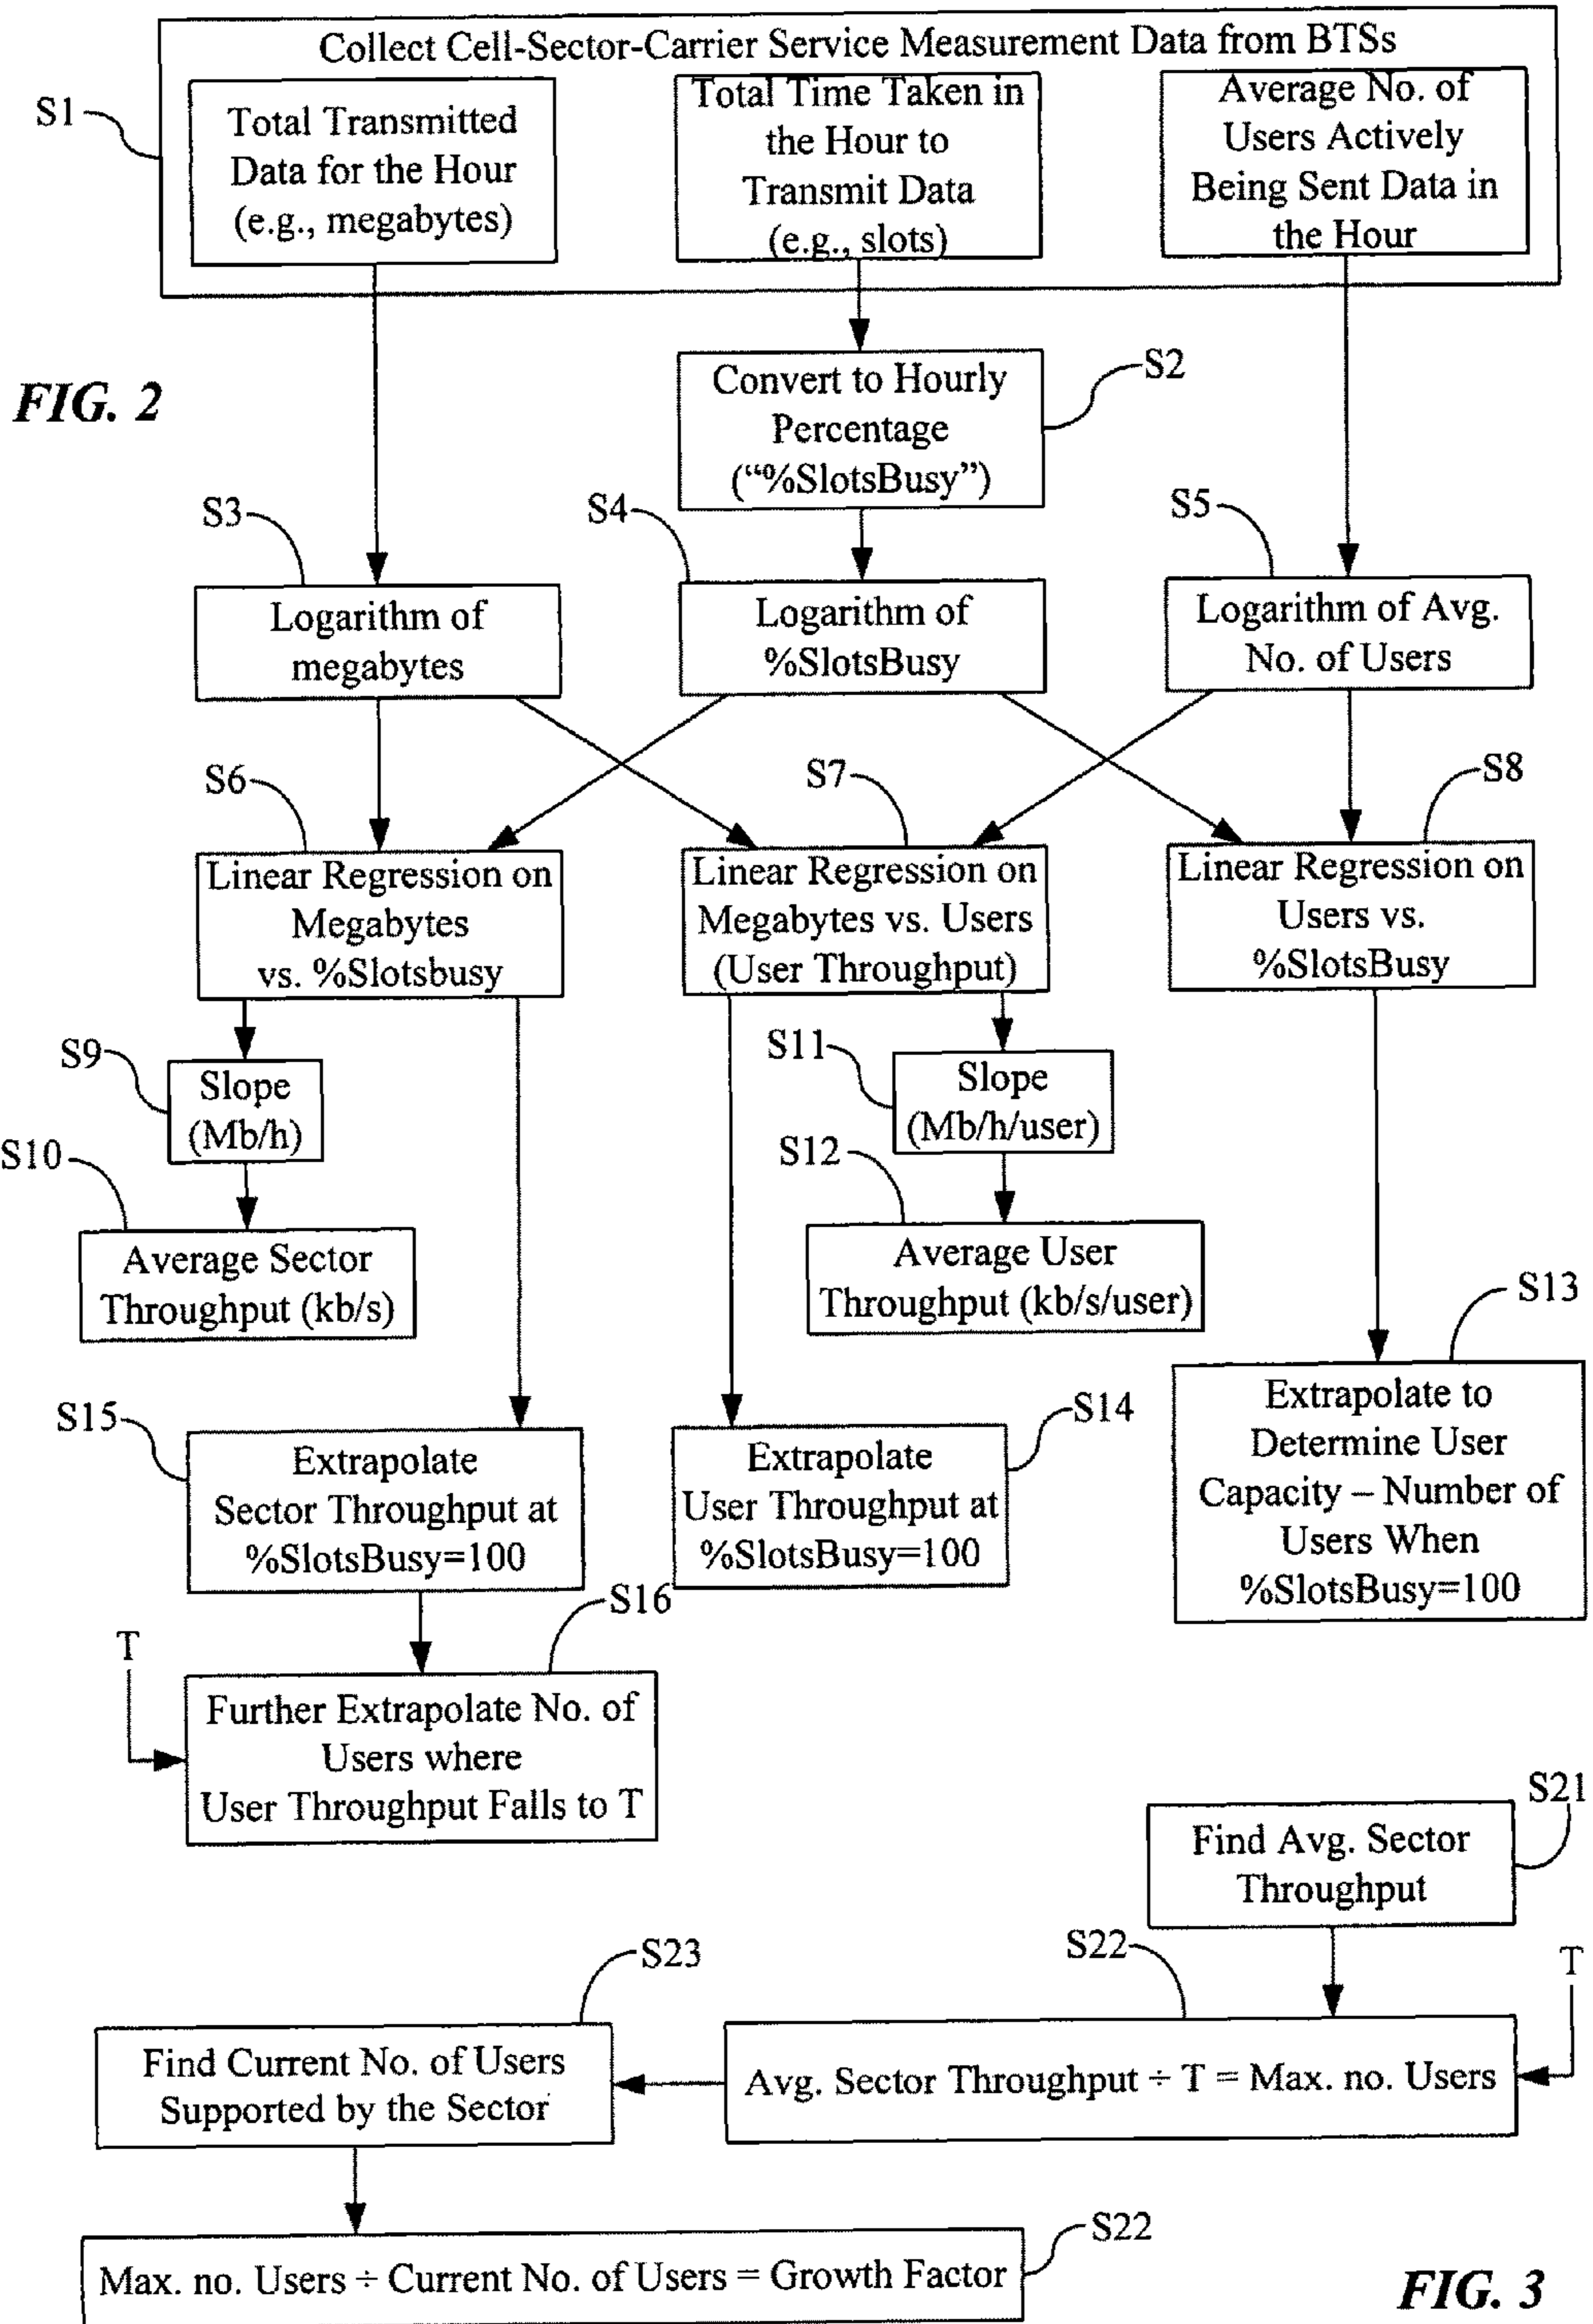 Collect Cell-Sector-Carrier Service Measurement Data from BTSs
S1
Total Transmitted
Data for the Hour
(e.g., megabytes)
Total Time Taken in
the Hour to
Transmit Data
(e.g., slots)
Average No. of
Users Actively
Being Sent Data in
the Hour
FIG. 2
Convert to Hourly
Percentage
(“%SlotsBusy”)
S2
S3
S4
S5
Logarithm of
megabytes
Logarithm of
%SlotsBusy
Logarithm of Avg.
No. of Users
S6
S7
S8
Linear Regression on
Megabytes
vs. %Slotsbusy
Linear Regression on
Megabytes vs. Users
(User Throughput)
Linear Regression on
Users vs.
%SlotsBusy
S9
Slope
(Mb/h)
S11
Slope
(Mb/h/user)
S10
Average Sector
Throughput (kb/s)
S12
Average User
Throughput (kb/s/user)
S13
Extrapolate to
Determine User
Capacity – Number of
Users When
%SlotsBusy=100
S15
Extrapolate
Sector Throughput at
%SlotsBusy=100
S14
Extrapolate
User Throughput at
%SlotsBusy=100
S16
T
Further Extrapolate No. of
Users where
User Throughput Falls to T
S21
Find Avg. Sector
Throughput
S23
S22
T
Find Current No. of Users
Supported by the Sector
Avg. Sector Throughput ÷ T = Max. no. Users
S22
Max. no. Users ÷ Current No. of Users = Growth Factor
FIG. 3